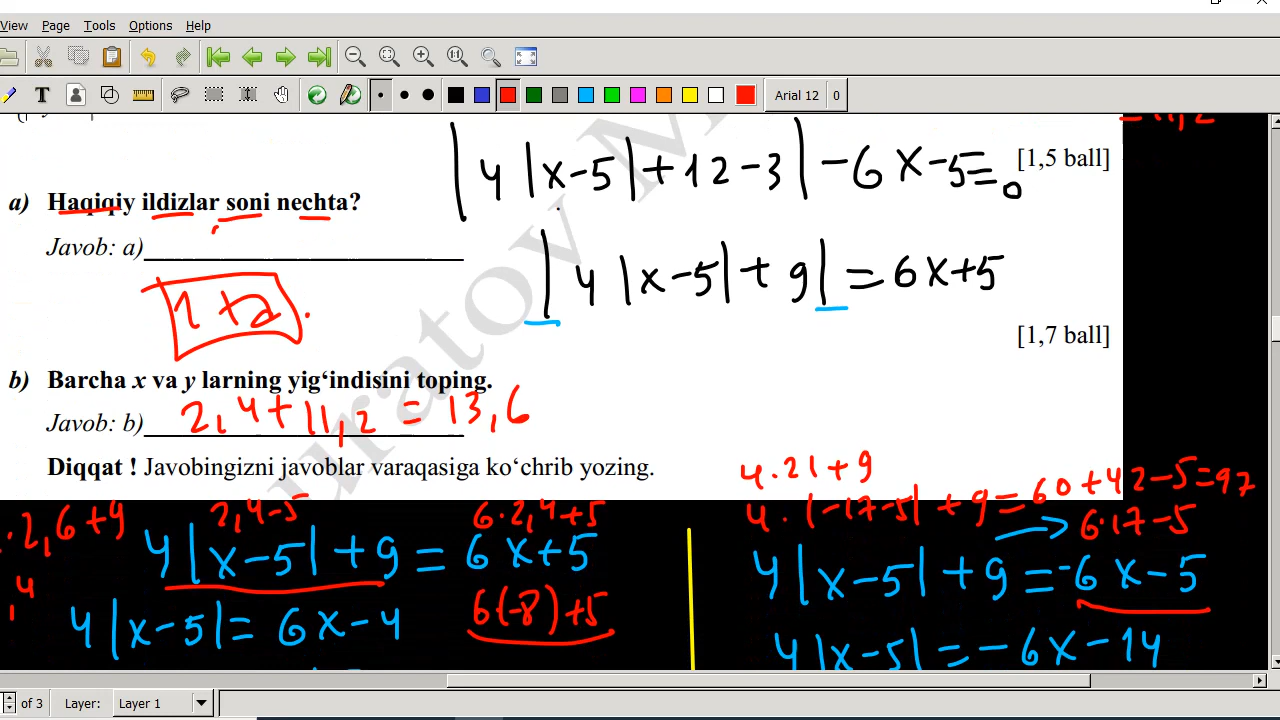 View Page Tools Options Help
Arial 12 0
|4|x-5|+12-3|-6x-5=0
[1,5 ball]
a) Haqiqiy ildizlar soni nechta?
Javob: a)
1 ta.
|4|x-5|+9|=6x+5
[1,7 ball]
b) Barcha x va y larning yig‘indisini toping.
Javob: b) 2,4+11,2=13,6
Diqqat ! Javobingizni javoblar varaqasiga ko‘chrib yozing.
uratov M
·2,6+9
2,4-5
6·2,4+5
4|x-5|+9=6x+5
4|x-5|=6x-4
6(-8)+5
4·21+9
4·|-17-5|+9=60+42-5=97
6·17-5
4|x-5|+9=-6x-5
4|x-5|=-6x-14
of 3 Layer: Layer 1